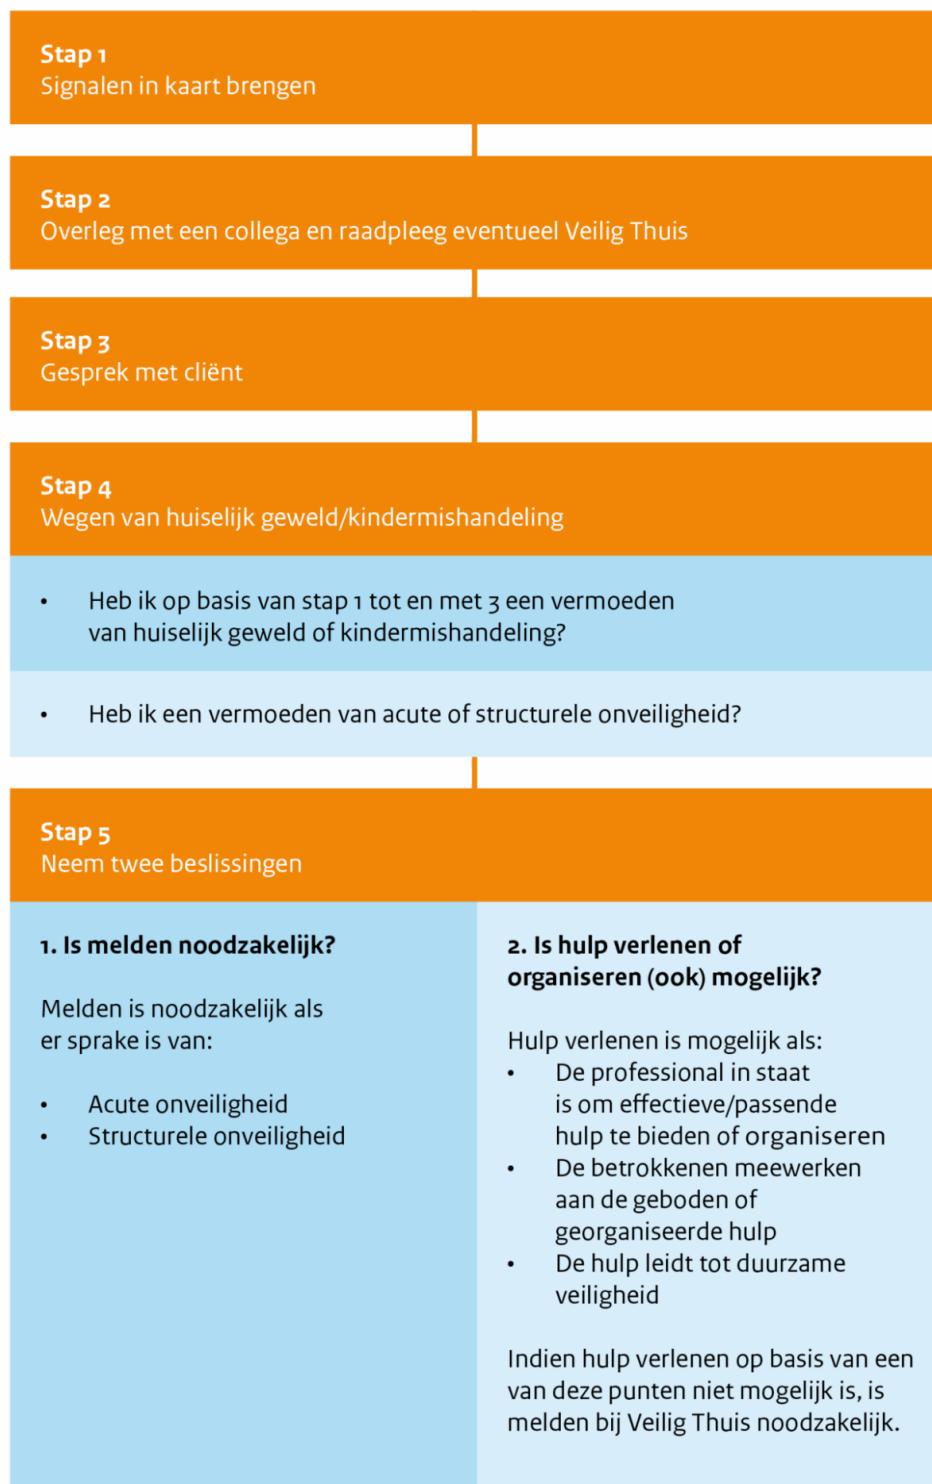 Stap 1
Signalen in kaart brengen
Stap 2
Overleg met een collega en raadpleeg eventueel Veilig Thuis
Stap 3
Gesprek met cliënt
Stap 4
Wegen van huiselijk geweld/kindermishandeling
• Heb ik op basis van stap 1 tot en met 3 een vermoeden
van huiselijk geweld of kindermishandeling?
• Heb ik een vermoeden van acute of structurele onveiligheid?
Stap 5
Neem twee beslissingen
1. Is melden noodzakelijk?
Melden is noodzakelijk als
er sprake is van:
• Acute onveiligheid
• Structurele onveiligheid
2. Is hulp verlenen of
organiseren (ook) mogelijk?
Hulp verlenen is mogelijk als:
• De professional in staat
is om effectieve/passende
hulp te bieden of organiseren
• De betrokkenen meewerken
aan de geboden of
georganiseerde hulp
• De hulp leidt tot duurzame
veiligheid
Indien hulp verlenen op basis van een
van deze punten niet mogelijk is, is
melden bij Veilig Thuis noodzakelijk.